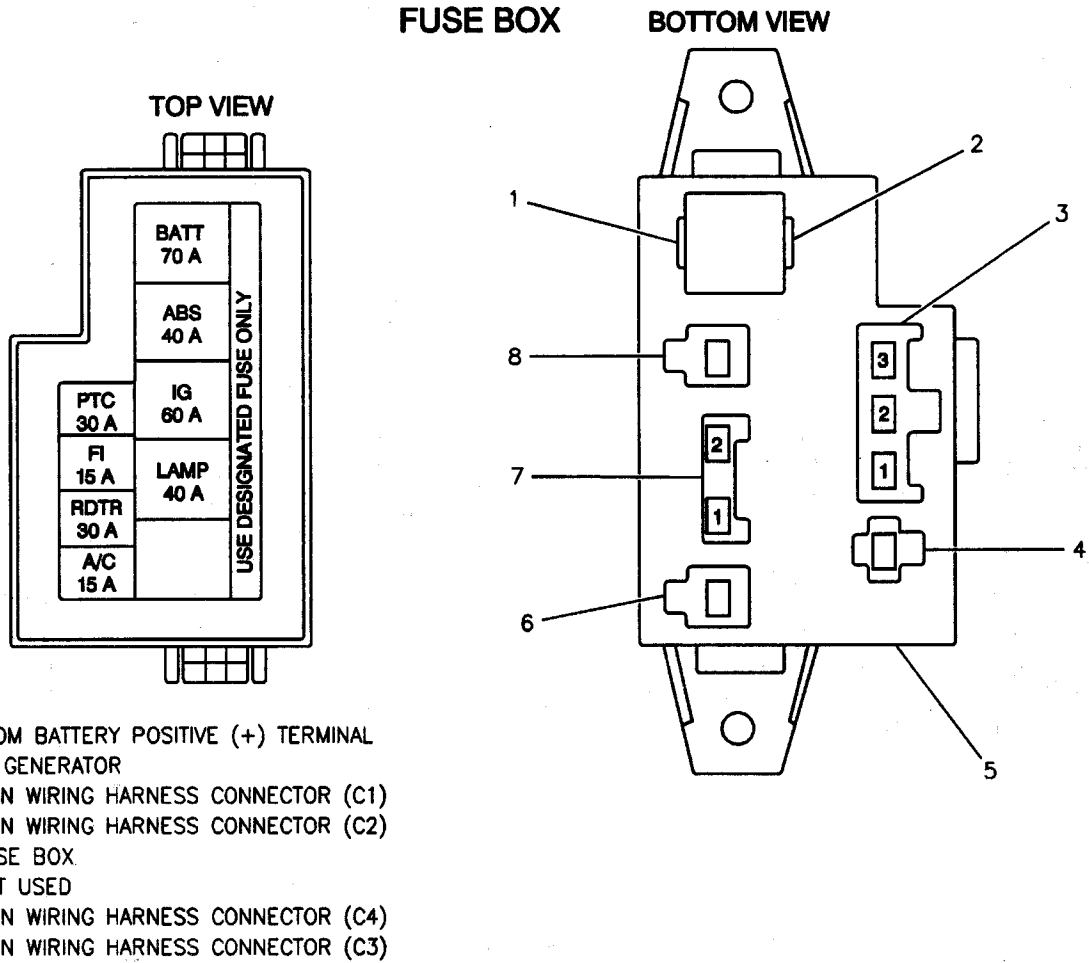 FUSE BOX
BOTTOM VIEW
TOP VIEW
BATT
70 A
ABS
40 A
IG
60 A
LAMP
40 A
PTC
30 A
FI
15 A
RDTR
30 A
A/C
15 A
USE DESIGNATED FUSE ONLY
1
2
3
4
5
6
7
8
3
2
1
2
1
OM BATTERY POSITIVE (+) TERMINAL
GENERATOR
N WIRING HARNESS CONNECTOR (C1)
N WIRING HARNESS CONNECTOR (C2)
SE BOX
T USED
N WIRING HARNESS CONNECTOR (C4)
N WIRING HARNESS CONNECTOR (C3)